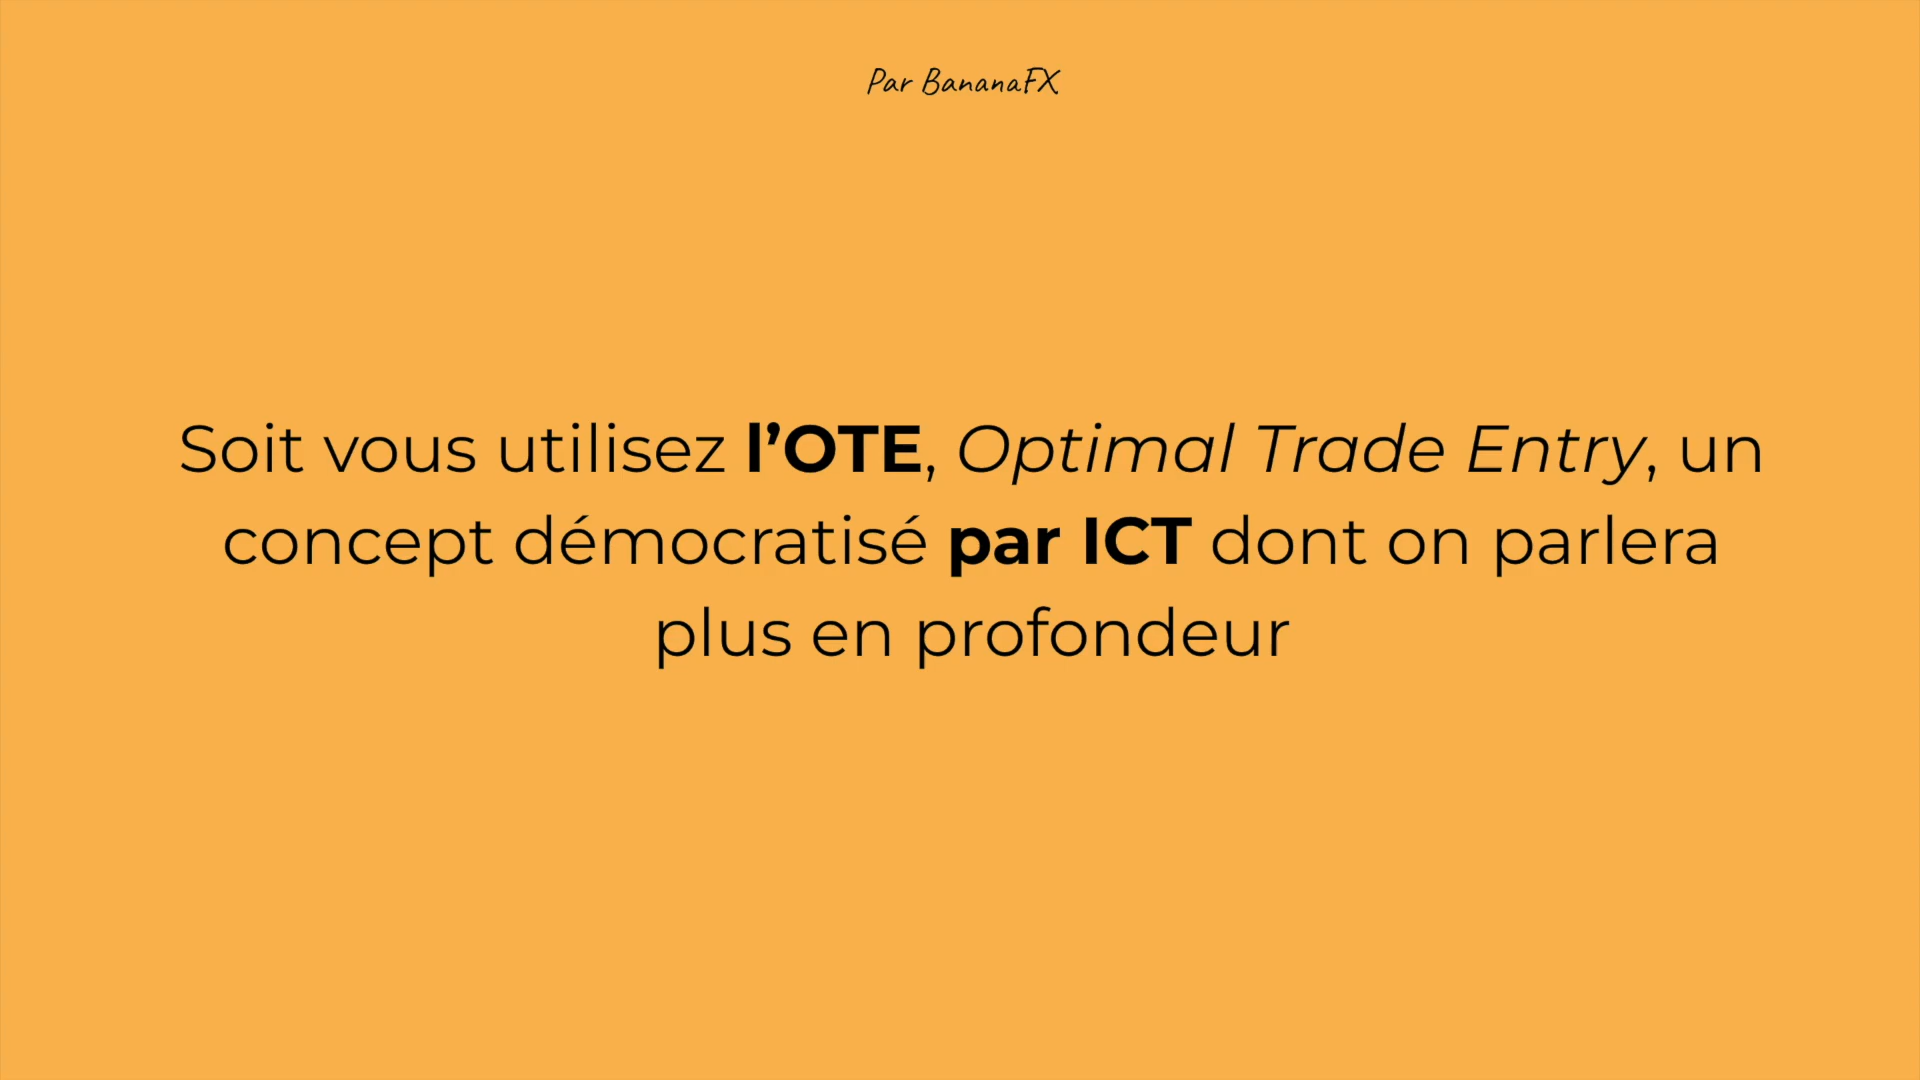 Par BananaFX
Soit vous utilisez l’OTE, Optimal Trade Entry, un
concept démocratisé par ICT dont on parlera
plus en profondeur